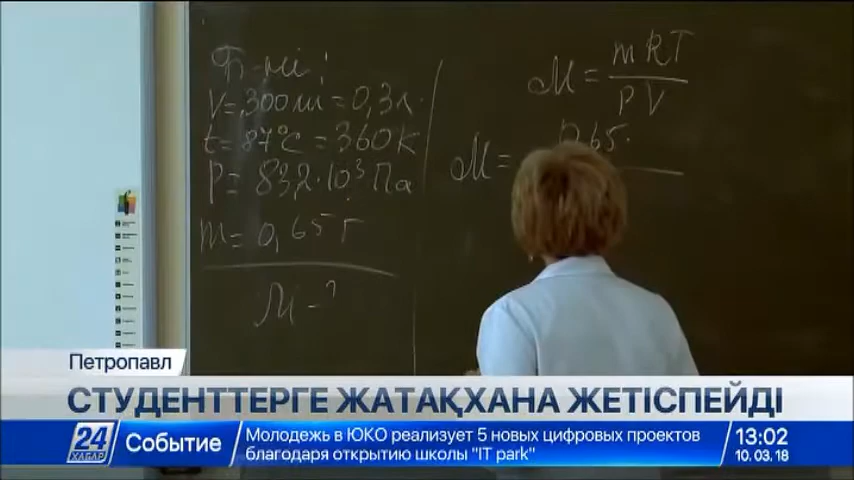 V = 300 мл = 0,3 л.
t = 87°C = 360 K
P = 83,2·10³ Па
m = 0,65 г
M - ?
M = mRT
PV
M = 0,65·
Петропавл
СТУДЕНТТЕРГЕ ЖАТАҚХАНА ЖЕТІСПЕЙДІ
24
ХАБАР
Событие
Молодежь в ЮКО реализует 5 новых цифровых проектов
благодаря открытию школы "IT park"
13:02
10.03.18